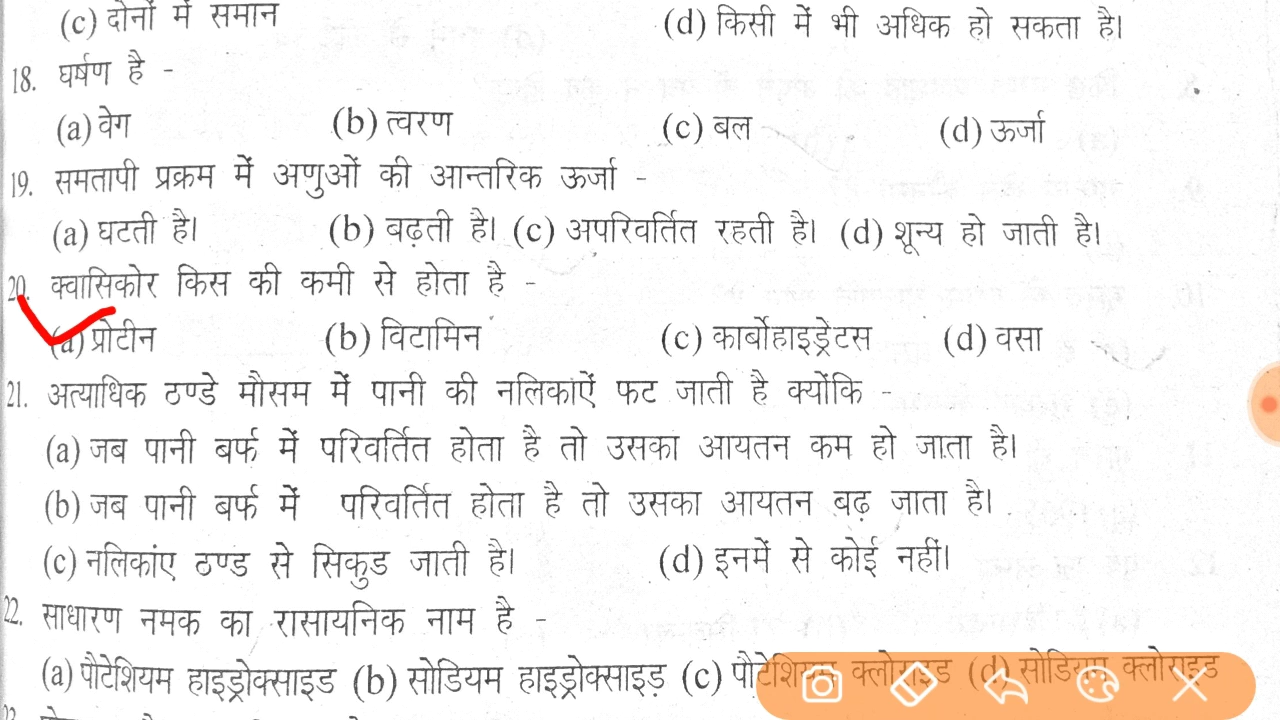 (c) दोनों में समान (d) किसी में भी अधिक हो सकता है।
18. घर्षण है -
(a) वेग (b) त्वरण (c) बल (d) ऊर्जा
19. समतापी प्रक्रम में अणुओं की आन्तरिक ऊर्जा -
(a) घटती है। (b) बढ़ती है। (c) अपरिवर्तित रहती है। (d) शून्य हो जाती है।
20. क्वासिकोर किस की कमी से होता है -
(a) प्रोटीन (b) विटामिन (c) कार्बोहाइड्रेटस (d) वसा
21. अत्याधिक ठण्डे मौसम में पानी की नलिकाऐं फट जाती है क्योंकि -
(a) जब पानी बर्फ में परिवर्तित होता है तो उसका आयतन कम हो जाता है।
(b) जब पानी बर्फ में परिवर्तित होता है तो उसका आयतन बढ़ जाता है।
(c) नलिकांए ठण्ड से सिकुड जाती है। (d) इनमें से कोई नहीं।
22. साधारण नमक का रासायनिक नाम है -
(a) पौटेशियम हाइड्रोक्साइड (b) सोडियम हाइड्रोक्साइड़ (c) पौटेशियम क्लोराइड (d) सोडियम क्लोराइड